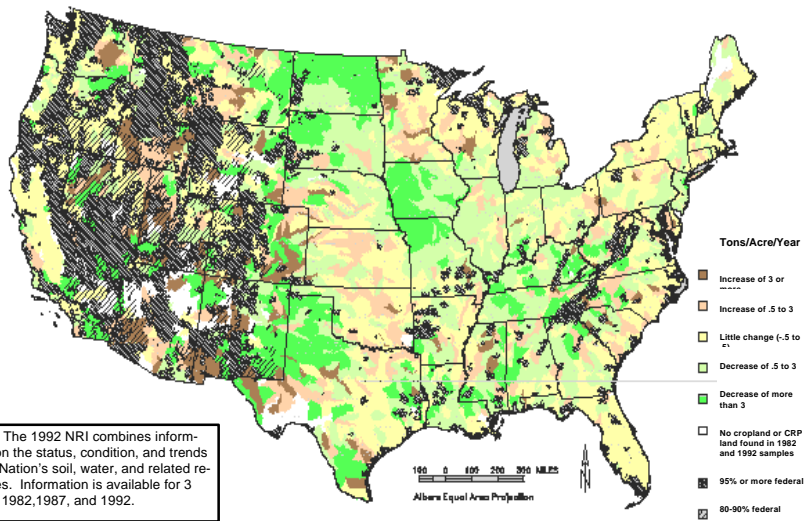 Tons/Acre/Year
Increase of 3 or
more
Increase of .5 to 3
Little change (-.5 to
.5)
Decrease of .5 to 3
Decrease of more
than 3
No cropland or CRP
land found in 1982
and 1992 samples
95% or more federal
80-90% federal
The 1992 NRI combines inform-
on the status, condition, and trends
Nation's soil, water, and related re-
es. Information is available for 3
1982,1987, and 1992.
100 0 100 200 300 MILES
Albers Equal Area Projection
N